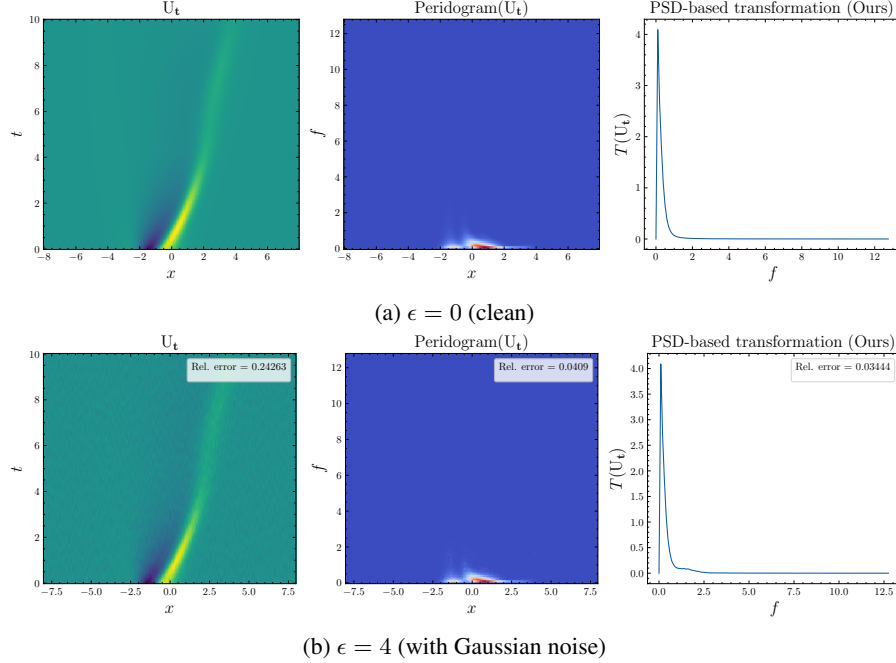 U_t
Peridogram(U_t)
PSD-based transformation (Ours)
10
8
6
4
2
0
t
−8 −6 −4 −2 0 2 4 6
x
12
10
8
6
4
2
0
f
−8 −6 −4 −2 0 2 4 6
x
4
3
2
1
0
T(U_t)
0 2 4 6 8 10 12
f
(a) ϵ = 0 (clean)
U_t
Peridogram(U_t)
PSD-based transformation (Ours)
Rel. error = 0.24263
Rel. error = 0.0409
Rel. error = 0.03444
10
8
6
4
2
0
t
−7.5 −5.0 −2.5 0.0 2.5 5.0 7.5
x
12
10
8
6
4
2
0
f
−7.5 −5.0 −2.5 0.0 2.5 5.0 7.5
x
4.0
3.5
3.0
2.5
2.0
1.5
1.0
0.5
0.0
T(U_t)
0.0 2.5 5.0 7.5 10.0 12.5
f
(b) ϵ = 4 (with Gaussian noise)